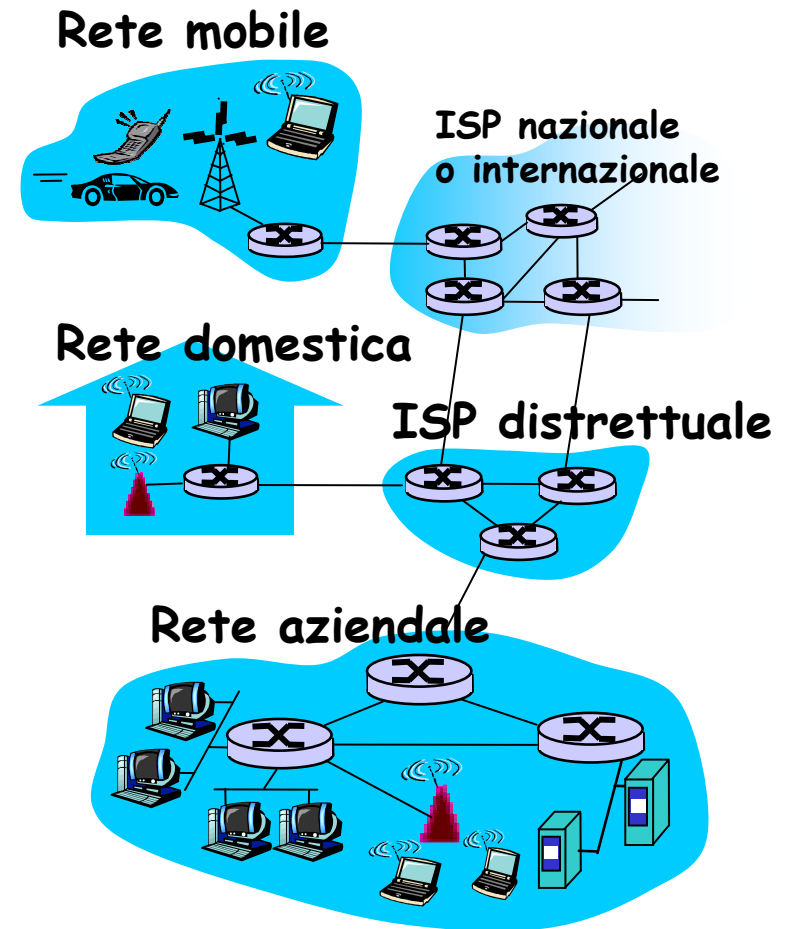 Rete mobile
ISP nazionale
o internazionale
Rete domestica
ISP distrettuale
Rete aziendale